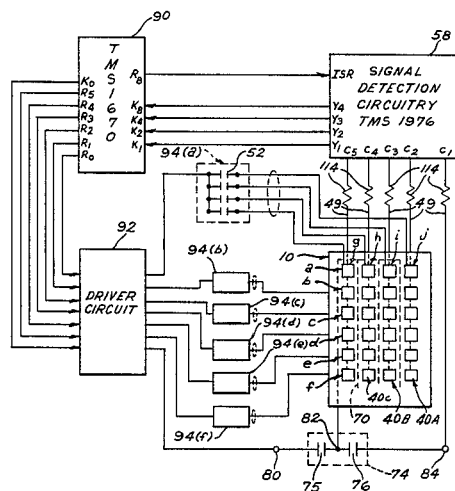 90
58
T
M
S
1
6
7
0
K0
R5
R4
R3
R2
R1
R0
R8
K8
K4
K2
K1
ISR
Y4
Y3
Y2
Y1
SIGNAL
DETECTION
CIRCUITRY
TMS 1976
C5 C4 C3 C2 C1
94(a)
52
114
114
49
49
92
DRIVER
CIRCUIT
10
g h i j
a
b
c
d
e
f
94(b)
94(c)
94(d)
94(e)
94(f)
40C
40B
40A
70
82
84
80
75
76
74